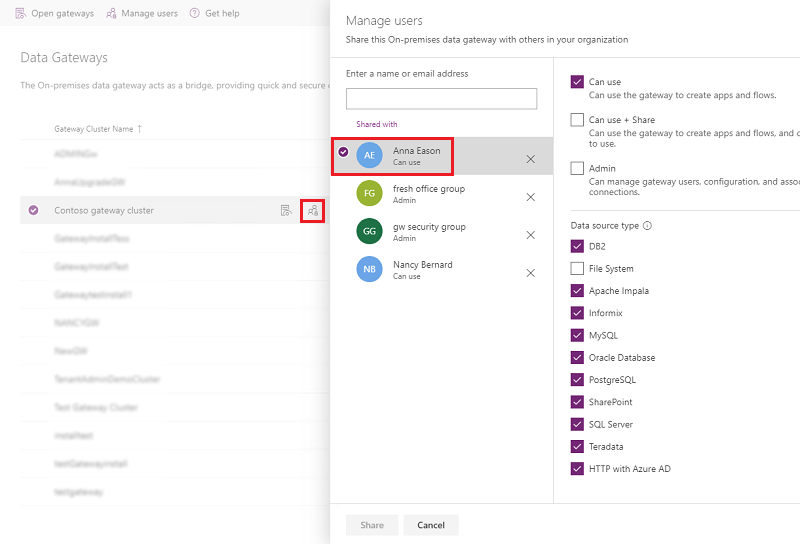 Open gateways
Manage users
Get help
Data Gateways
The On-premises data gateway acts as a bridge, providing quick and secure
Gateway Cluster Name ↑
ADMINGw
AnnaUpgradeGW
Contoso gateway cluster
GatewayInstallTess
GatewayInstallTest
GatewaytestInstall1
NANCYGW
NewGW
TenantAdminDemoCluster
Test Gateway Cluster
installtest
testGatewayInstall
testgateway
Manage users
Share this On-premises data gateway with others in your organization
Enter a name or email address
Shared with
AE
Anna Eason
Can use
FG
fresh office group
Admin
GG
gw security group
Admin
NB
Nancy Bernard
Can use
Can use
Can use the gateway to create apps and flows.
Can use + Share
Can use the gateway to create apps and flows, and
to use.
Admin
Can manage gateway users, configuration, and
connections.
Data source type
DB2
File System
Apache Impala
Informix
MySQL
Oracle Database
PostgreSQL
SharePoint
SQL Server
Teradata
HTTP with Azure AD
Share
Cancel